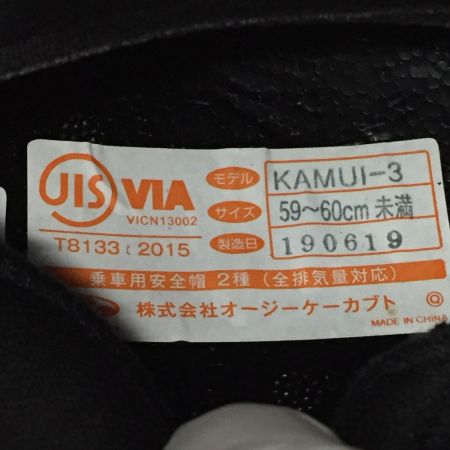 JIS VIA
VICN13002
T8133:2015
モデル KAMUI-3
サイズ 59～60cm 未満
製造日 190619
乗車用安全帽 2種（全排気量対応）
株式会社オージーケーカブト
MADE IN CHINA